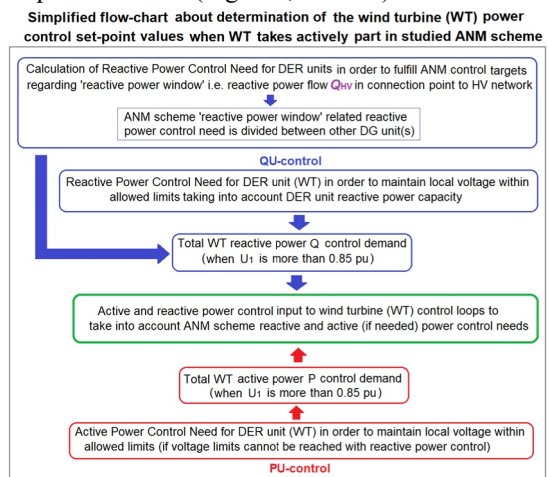 Simplified flow-chart about determination of the wind turbine (WT) power
control set-point values when WT takes actively part in studied ANM scheme
Calculation of Reactive Power Control Need for DER units in order to fulfill ANM control targets
regarding 'reactive power window' i.e. reactive power flow QHV in connection point to HV network
ANM scheme 'reactive power window' related reactive
power control need is divided between other DG unit(s)
QU-control
Reactive Power Control Need for DER unit (WT) in order to maintain local voltage within
allowed limits taking into account DER unit reactive power capacity
Total WT reactive power Q control demand
(when U1 is more than 0.85 pu)
Active and reactive power control input to wind turbine (WT) control loops to
take into account ANM scheme reactive and active (if needed) power control needs
Total WT active power P control demand
(when U1 is more than 0.85 pu)
Active Power Control Need for DER unit (WT) in order to maintain local voltage within
allowed limits (if voltage limits cannot be reached with reactive power control)
PU-control